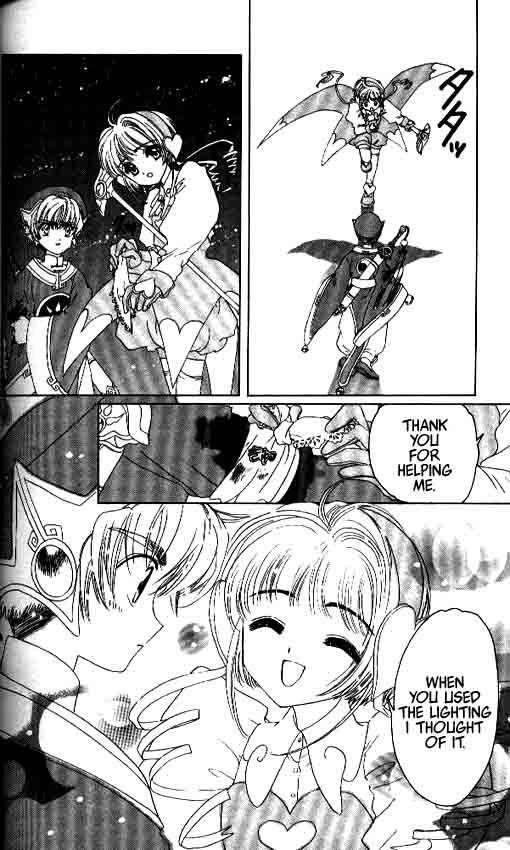 タタッ
THANK
YOU
FOR
HELPING
ME.
WHEN
YOU USED
THE LIGHTING
I THOUGHT
OF IT.